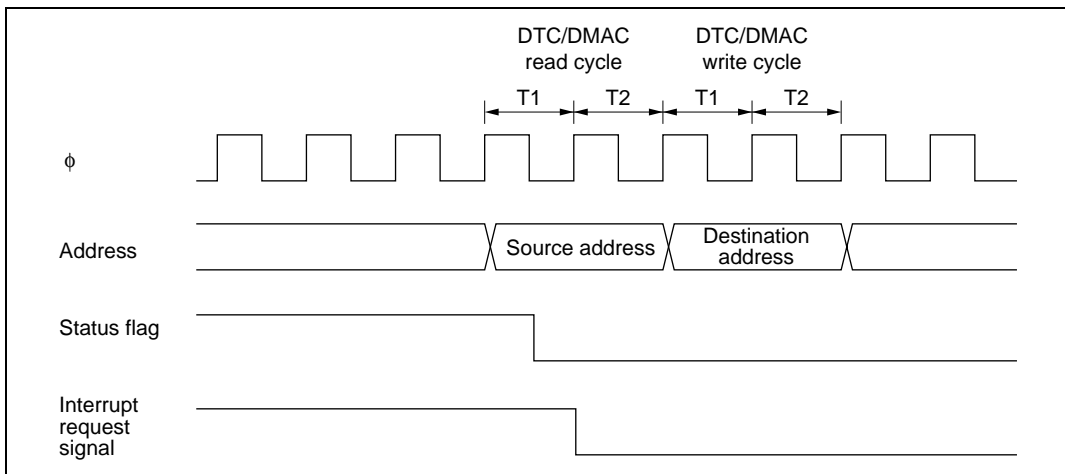 DTC/DMAC
read cycle
DTC/DMAC
write cycle
T1
T2
T1
T2
ϕ
Address
Source address
Destination
address
Status flag
Interrupt
request
signal